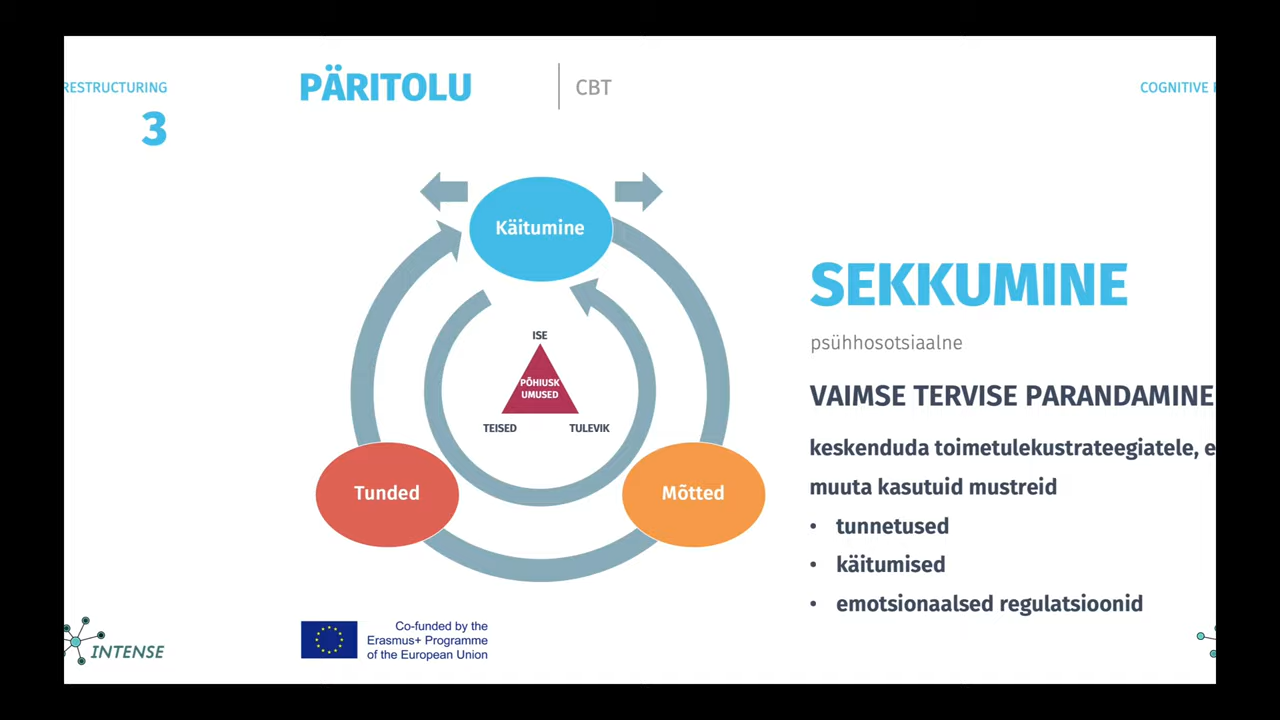 RESTRUCTURING
3
PÄRITOLU
CBT
COGNITIVE
Käitumine
ISE
PÕHIUSK
UMUSED
TEISED
TULEVIK
Tunded
Mõtted
SEKKUMINE
psühhosotsiaalne
VAIMSE TERVISE PARANDAMINE
keskenduda toimetulekustrateegiatele, e
muuta kasutuid mustreid
• tunnetused
• käitumised
• emotsionaalsed regulatsioonid
INTENSE
Co-funded by the
Erasmus+ Programme
of the European Union